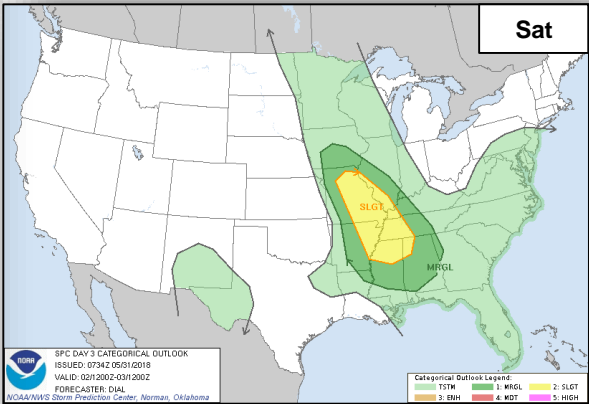 Sat
SLGT
MRGL
NOAA
SPC DAY 3 CATEGORICAL OUTLOOK
ISSUED: 0734Z 05/31/2018
VALID: 02/1200Z-03/1200Z
FORECASTER: DIAL
NOAA/NWS Storm Prediction Center, Norman, Oklahoma
Categorical Outlook Legend:
TSTM 1: MRGL 2: SLGT
3: ENH 4: MDT 5: HIGH